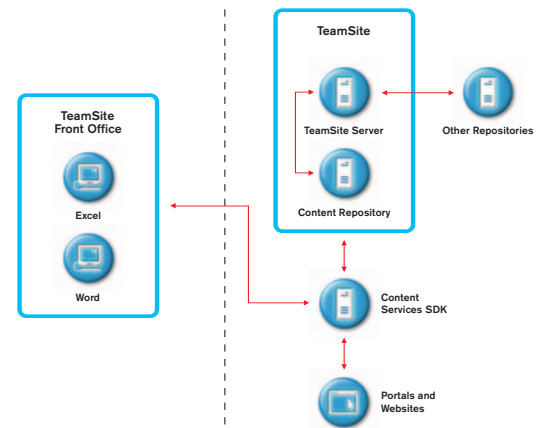 TeamSite
TeamSite Server
Other Repositories
Content Repository
TeamSite
Front Office
Excel
Word
Content
Services SDK
Portals and
Websites